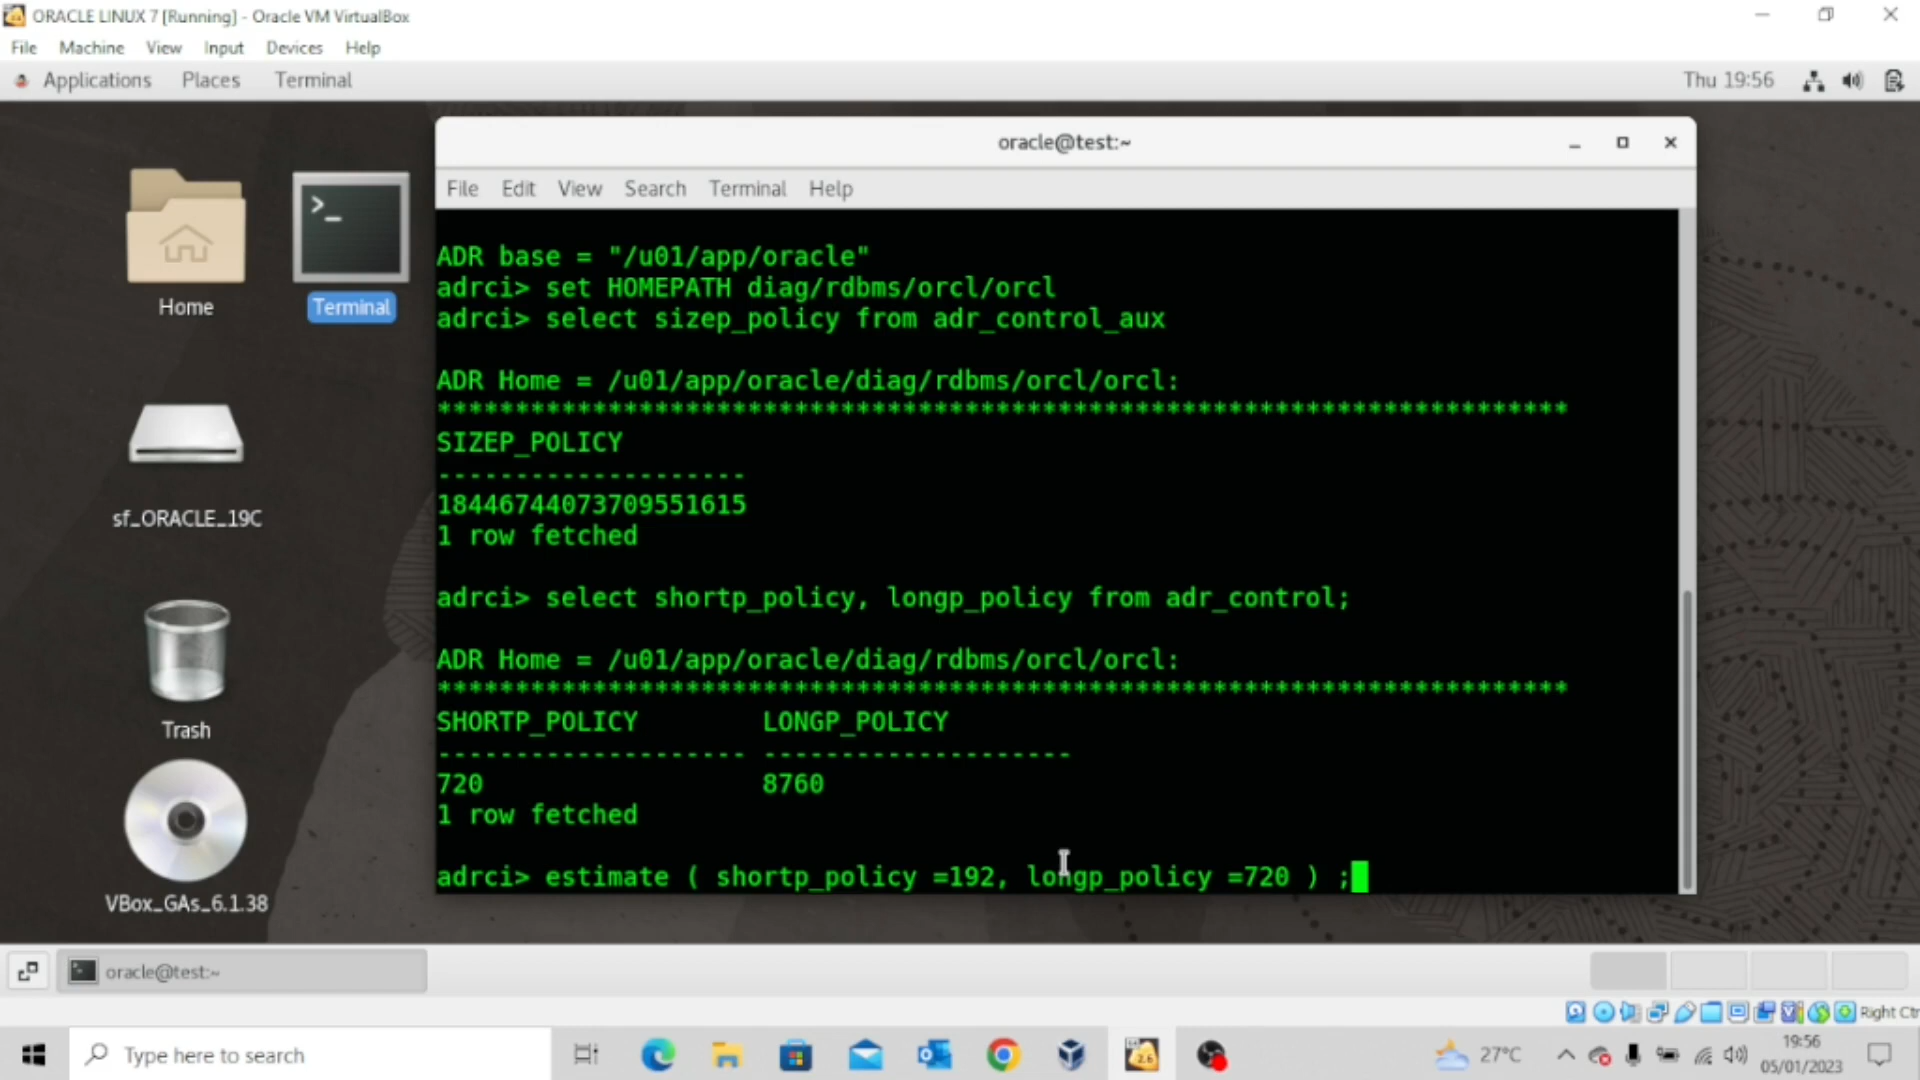 ORACLE LINUX 7 [Running] - Oracle VM VirtualBox
File Machine View Input Devices Help
Applications Places Terminal
Thu 19:56
oracle@test:~
File Edit View Search Terminal Help
ADR base = "/u01/app/oracle"
adrci> set HOMEPATH diag/rdbms/orcl/orcl
adrci> select sizep_policy from adr_control_aux
ADR Home = /u01/app/oracle/diag/rdbms/orcl/orcl:
*************************************************************************
SIZEP_POLICY
--------------------
18446744073709551615
1 row fetched
adrci> select shortp_policy, longp_policy from adr_control;
ADR Home = /u01/app/oracle/diag/rdbms/orcl/orcl:
*************************************************************************
SHORTP_POLICY LONGP_POLICY
-------------------- --------------------
720 8760
1 row fetched
adrci> estimate ( shortp_policy =192, longp_policy =720 ) ;
Home
Terminal
sf_ORACLE_19C
Trash
VBox_GAs_6.1.38
oracle@test:~
Right Ctr
Type here to search
27°C
19:56
05/01/2023